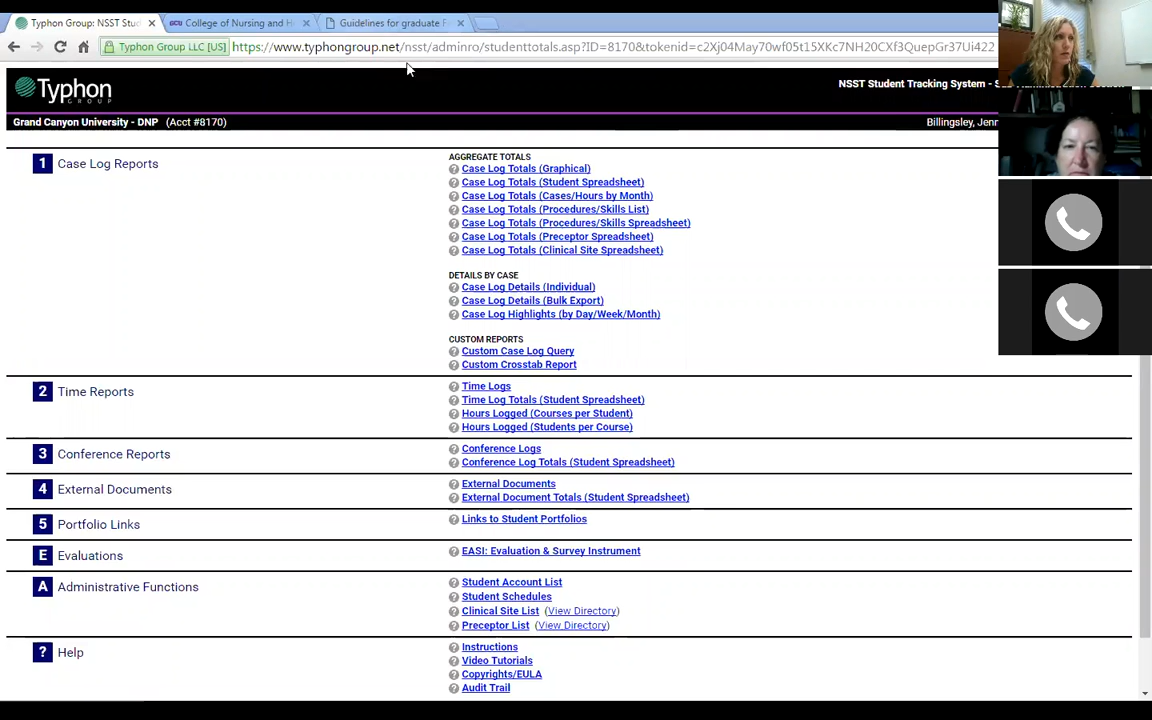 Typhon Group: NSST Stud
College of Nursing and H
Guidelines for graduate F
Typhon Group LLC [US]
https://www.typhongroup.net/nsst/adminro/studenttotals.asp?ID=8170&tokenid=c2Xj04May70wf05t15XKc7NH20CXf3QuepGr37Ui422
Typhon
GROUP
NSST Student Tracking System -
Grand Canyon University - DNP (Acct #8170)
Billingsley, Jenn
1 Case Log Reports
AGGREGATE TOTALS
Case Log Totals (Graphical)
Case Log Totals (Student Spreadsheet)
Case Log Totals (Cases/Hours by Month)
Case Log Totals (Procedures/Skills List)
Case Log Totals (Procedures/Skills Spreadsheet)
Case Log Totals (Preceptor Spreadsheet)
Case Log Totals (Clinical Site Spreadsheet)
DETAILS BY CASE
Case Log Details (Individual)
Case Log Details (Bulk Export)
Case Log Highlights (by Day/Week/Month)
CUSTOM REPORTS
Custom Case Log Query
Custom Crosstab Report
2 Time Reports
Time Logs
Time Log Totals (Student Spreadsheet)
Hours Logged (Courses per Student)
Hours Logged (Students per Course)
3 Conference Reports
Conference Logs
Conference Log Totals (Student Spreadsheet)
4 External Documents
External Documents
External Document Totals (Student Spreadsheet)
5 Portfolio Links
Links to Student Portfolios
E Evaluations
EASI: Evaluation & Survey Instrument
A Administrative Functions
Student Account List
Student Schedules
Clinical Site List (View Directory)
Preceptor List (View Directory)
? Help
Instructions
Video Tutorials
Copyrights/EULA
Audit Trail